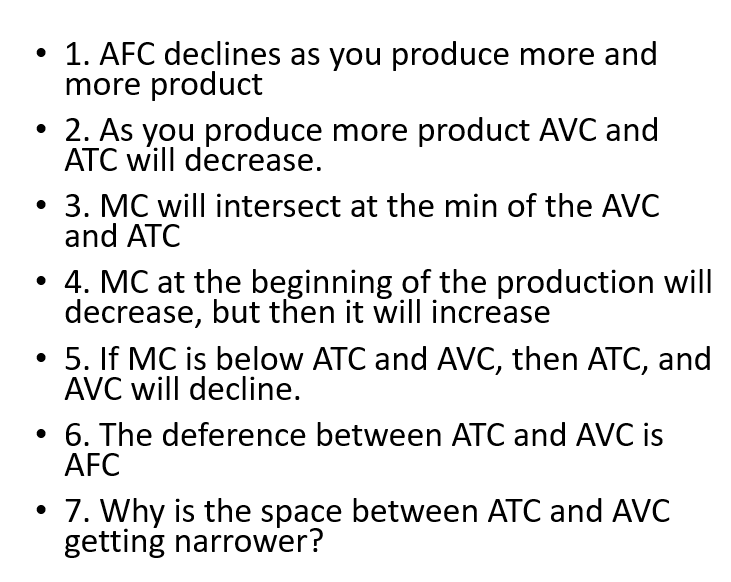 • 1. AFC declines as you produce more and
more product
• 2. As you produce more product AVC and
ATC will decrease.
• 3. MC will intersect at the min of the AVC
and ATC
• 4. MC at the beginning of the production will
decrease, but then it will increase
• 5. If MC is below ATC and AVC, then ATC, and
AVC will decline.
• 6. The deference between ATC and AVC is
AFC
• 7. Why is the space between ATC and AVC
getting narrower?